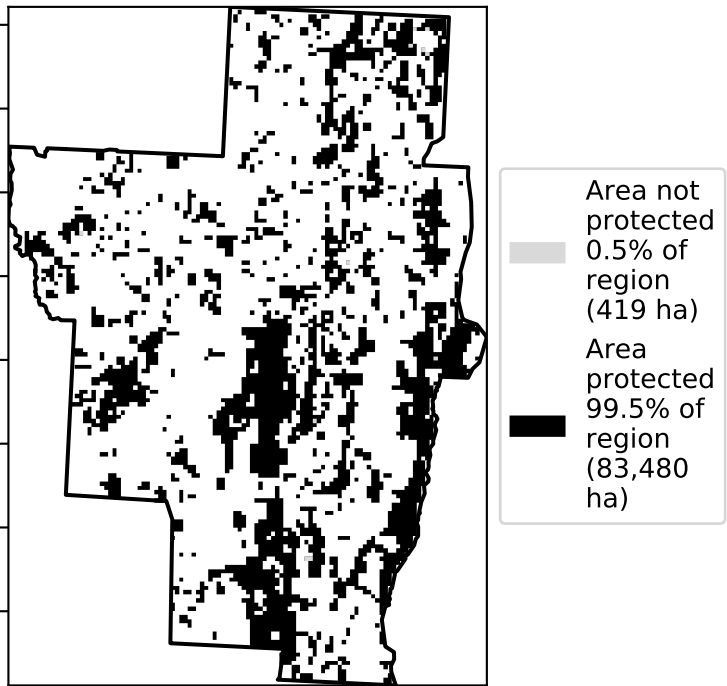 Area not
protected
0.5% of
region
(419 ha)
Area
protected
99.5% of
region
(83,480
ha)